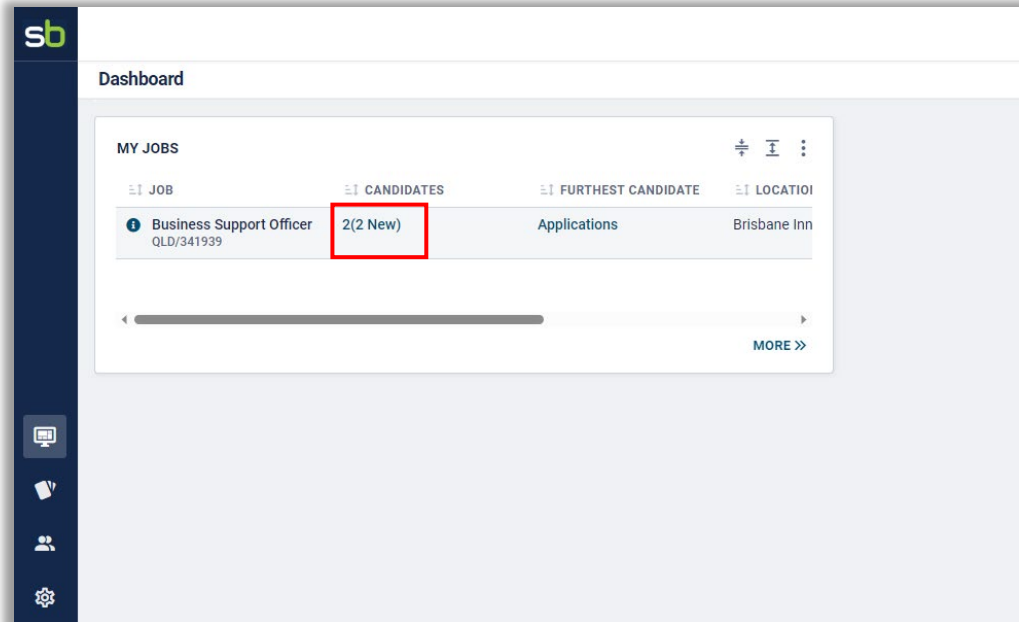 sb
Dashboard
MY JOBS
JOB CANDIDATES FURTHEST CANDIDATE LOCATIO
Business Support Officer 2(2 New) Applications Brisbane Inn
QLD/341939
MORE